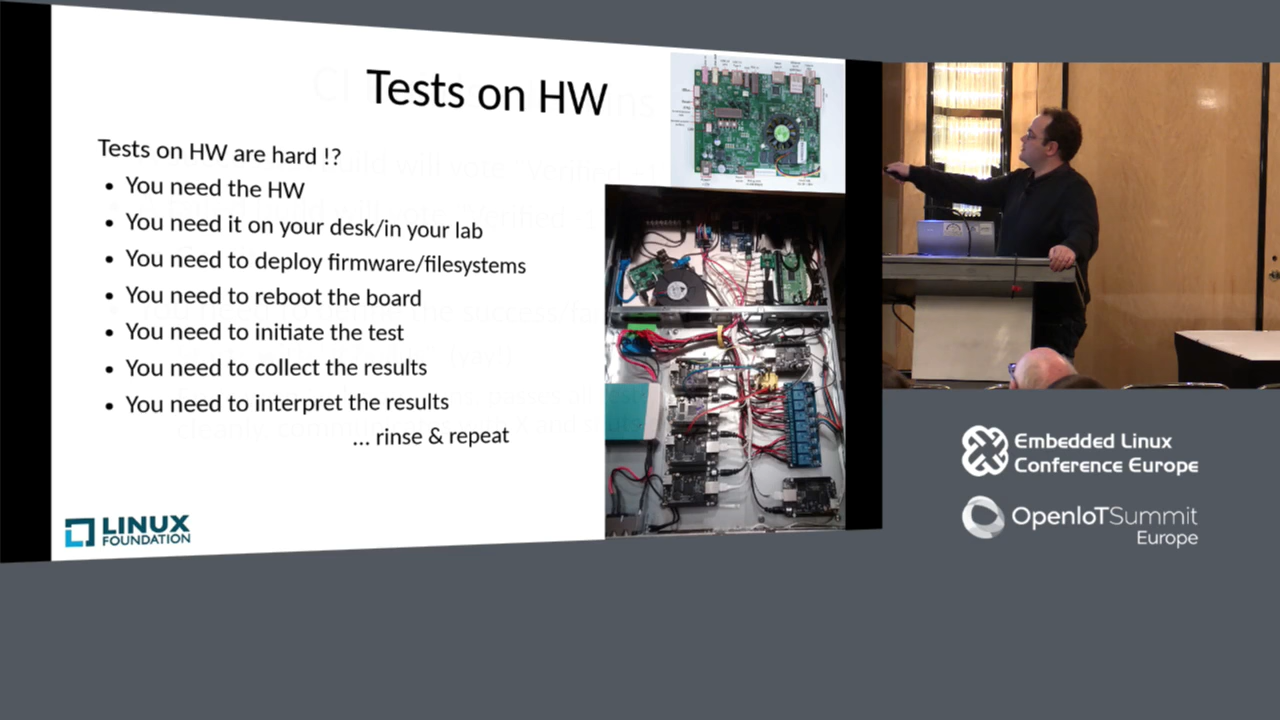 Tests on HW
Tests on HW are hard !?
• You need the HW
• You need it on your desk/in your lab
• You need to deploy firmware/filesystems
• You need to reboot the board
• You need to initiate the test
• You need to collect the results
• You need to interpret the results
... rinse & repeat
LINUX
FOUNDATION
Embedded Linux
Conference Europe
OpenIoTSummit
Europe